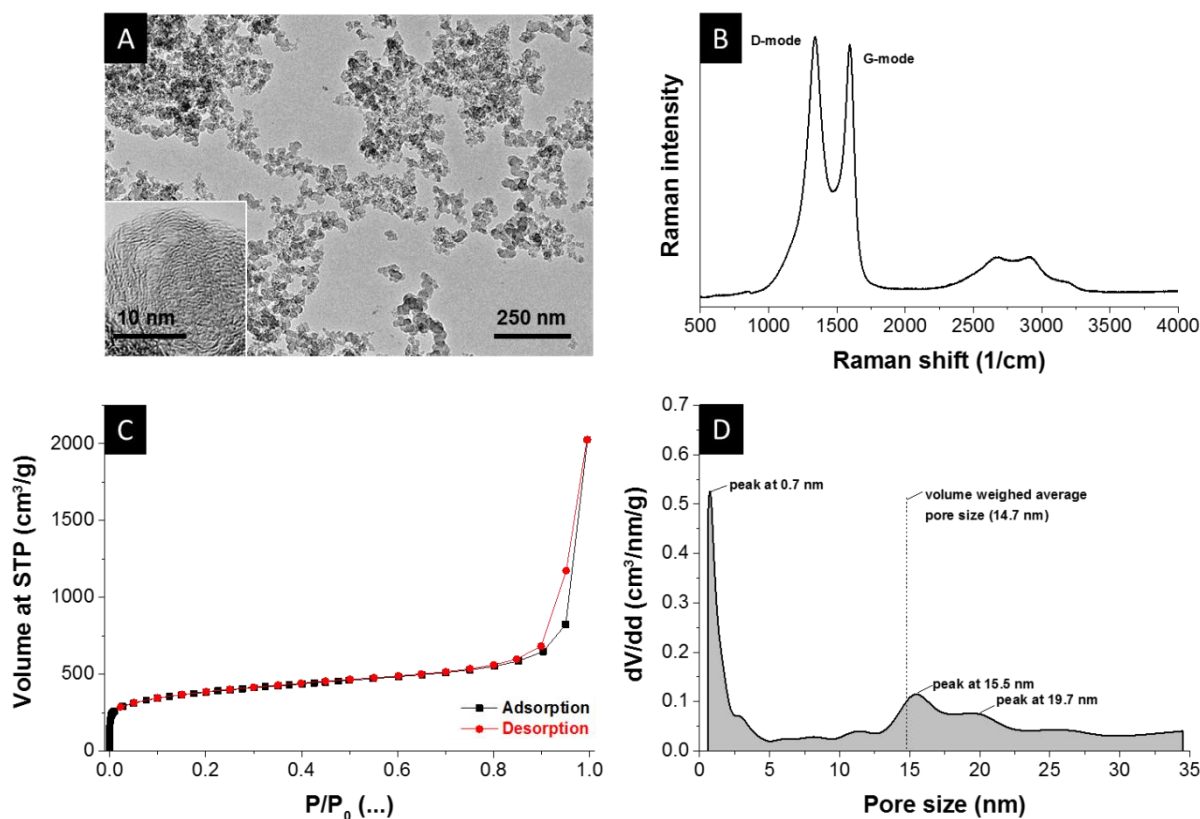 A
10 nm
250 nm
B
D-mode
G-mode
Raman intensity
500 1000 1500 2000 2500 3000 3500 4000
Raman shift (1/cm)
C
2000
1500
1000
500
0
Volume at STP (cm³/g)
Adsorption
Desorption
0.0 0.2 0.4 0.6 0.8 1.0
P/P₀ (...)
D
0.7
0.6
0.5
0.4
0.3
0.2
0.1
0.0
dV/dd (cm³/nm/g)
peak at 0.7 nm
volume weighed average
pore size (14.7 nm)
peak at 15.5 nm
peak at 19.7 nm
0 5 10 15 20 25 30 35
Pore size (nm)